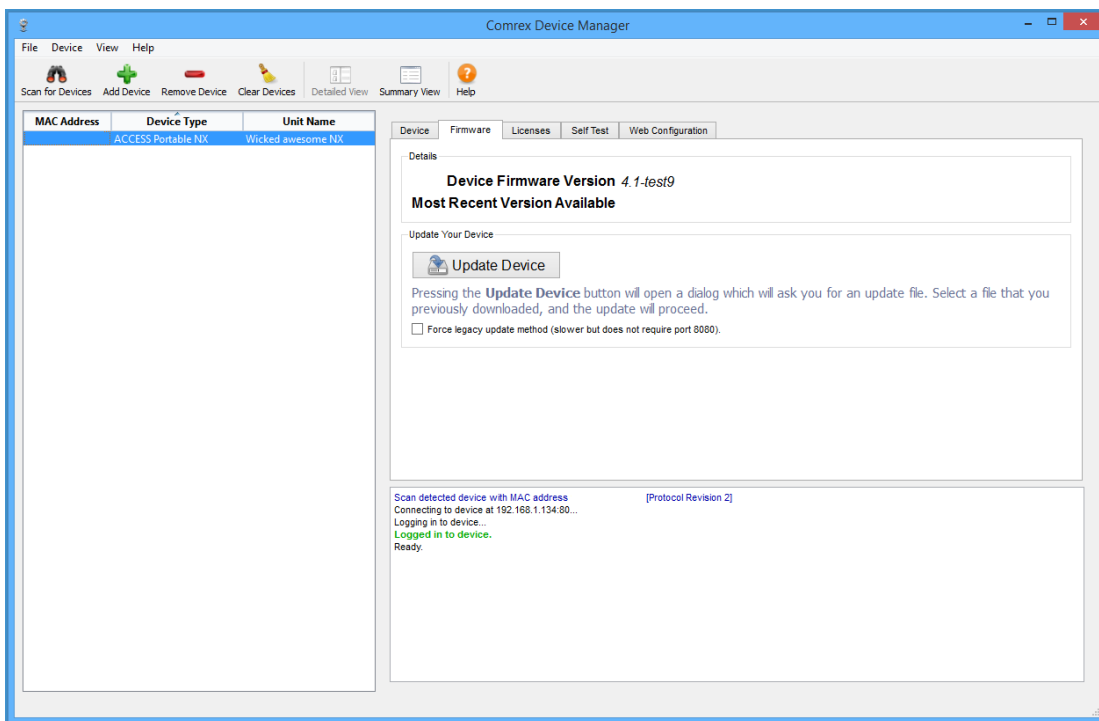 Comrex Device Manager
File Device View Help
Scan for Devices Add Device Remove Device Clear Devices Detailed View Summary View Help
MAC Address Device Type Unit Name
ACCESS Portable NX Wicked awesome NX
Device Firmware Licenses Self Test Web Configuration
Details
Device Firmware Version 4.1-test9
Most Recent Version Available
Update Your Device
Update Device
Pressing the Update Device button will open a dialog which will ask you for an update file. Select a file that you
previously downloaded, and the update will proceed.
Force legacy update method (slower but does not require port 8080).
Scan detected device with MAC address [Protocol Revision 2]
Connecting to device at 192.168.1.134:80...
Logging in to device...
Logged in to device.
Ready.